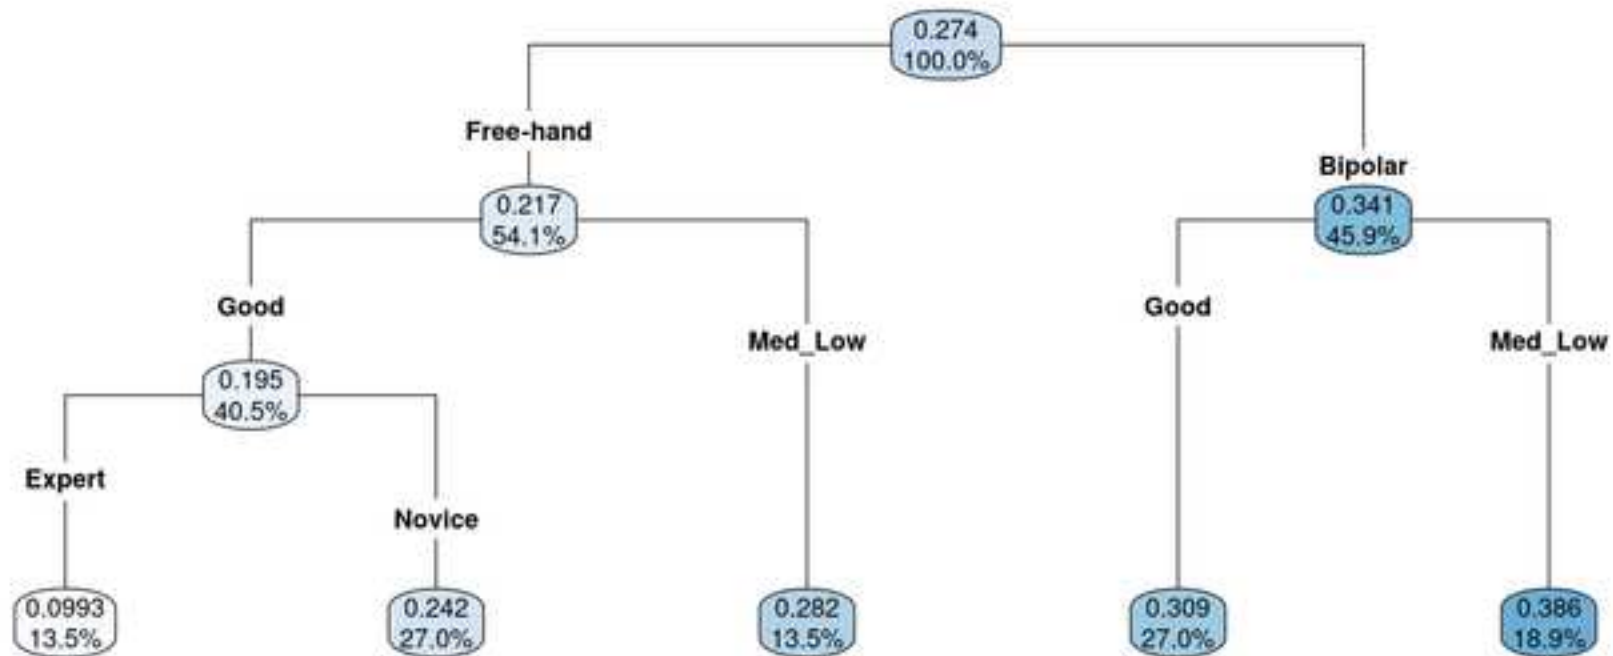 0.274
100.0%
Free-hand
Bipolar
0.217
54.1%
0.341
45.9%
Good
Med_Low
Good
Med_Low
0.195
40.5%
Expert
Novice
0.0993
13.5%
0.242
27.0%
0.282
13.5%
0.309
27.0%
0.386
18.9%